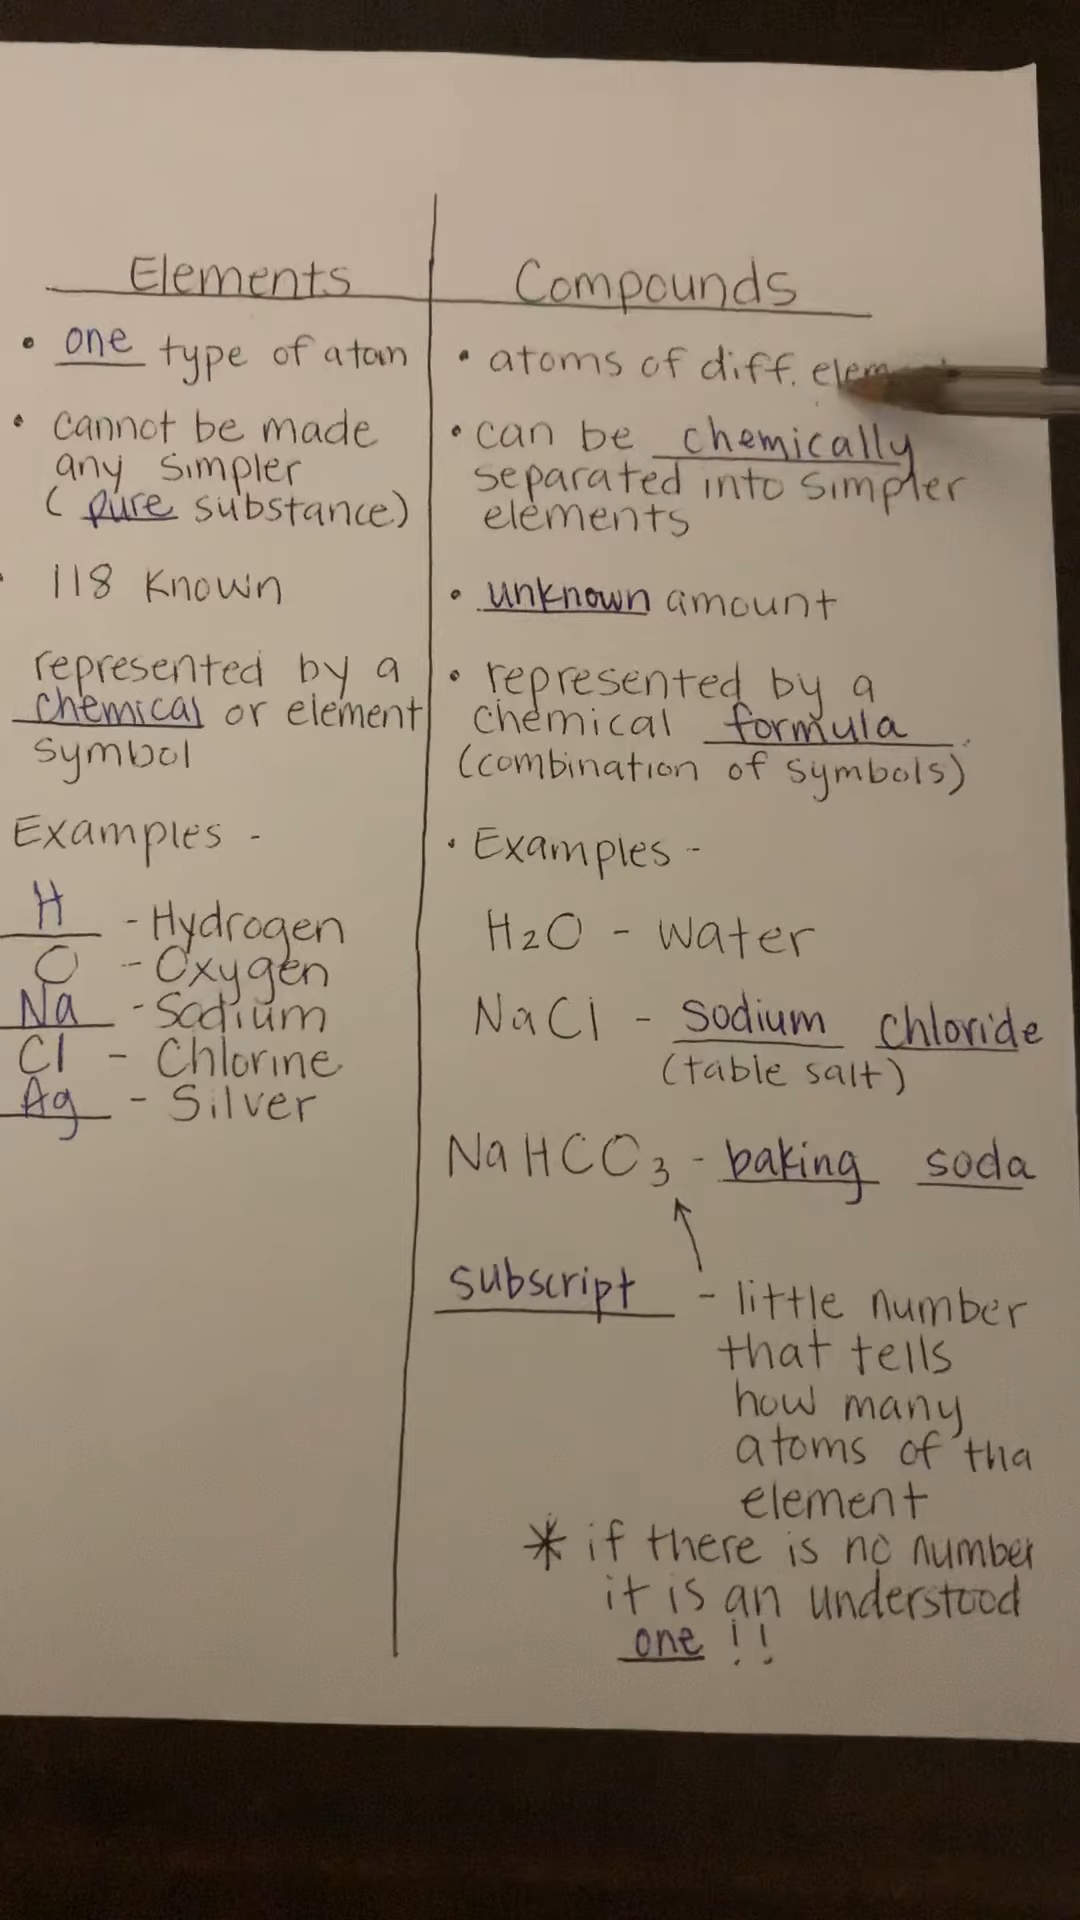 Elements
• one type of atom
• cannot be made
any simpler
(pure substance)
• 118 known
represented by a
chemical or element
symbol
Examples -
H - Hydrogen
O - Oxygen
Na - Sodium
Cl - Chlorine
Ag - Silver
Compounds
• atoms of diff.
• can be chemically
separated into simpler
elements
• unknown amount
• represented by a
chemical formula
(combination of symbols)
• Examples -
H2O - water
NaCl - sodium chloride
(table salt)
NaHCO3 - baking soda
subscript - little number
that tells
how many
atoms of tha
element
* if there is no number
it is an understood
one !!